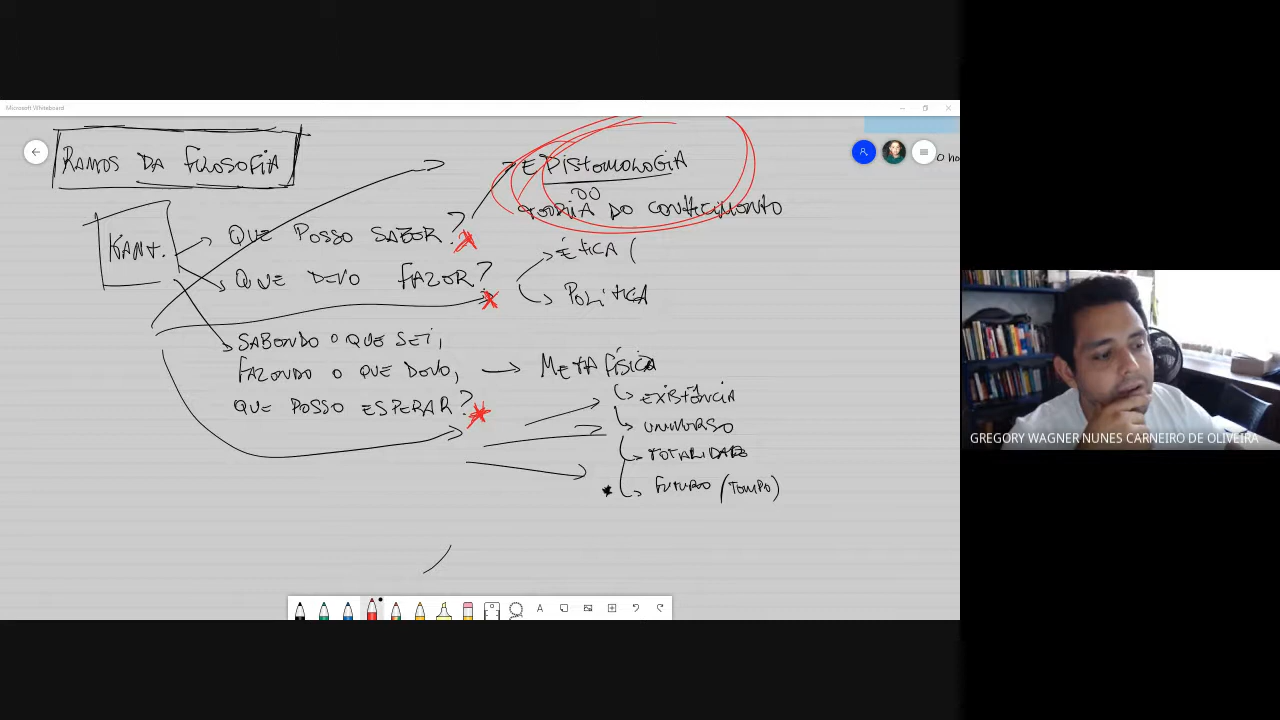 Microsoft Whiteboard
RAMOS DA FILOSOFIA
EPISTEMOLOGIA
DO
TEORIA DO CONHECIMENTO
KANT.
QUE POSSO SABER?
QUE DEVO FAZER?
ÉTICA (
POLÍTICA
SABENDO O QUE SEI,
FAZENDO O QUE DEVO,
QUE POSSO ESPERAR?
METAFÍSICA
EXISTÊNCIA
UNIVERSO
TOTALIDADE
FUTURO (TEMPO)
GREGORY WAGNER NUNES CARNEIRO DE OLIVEIRA